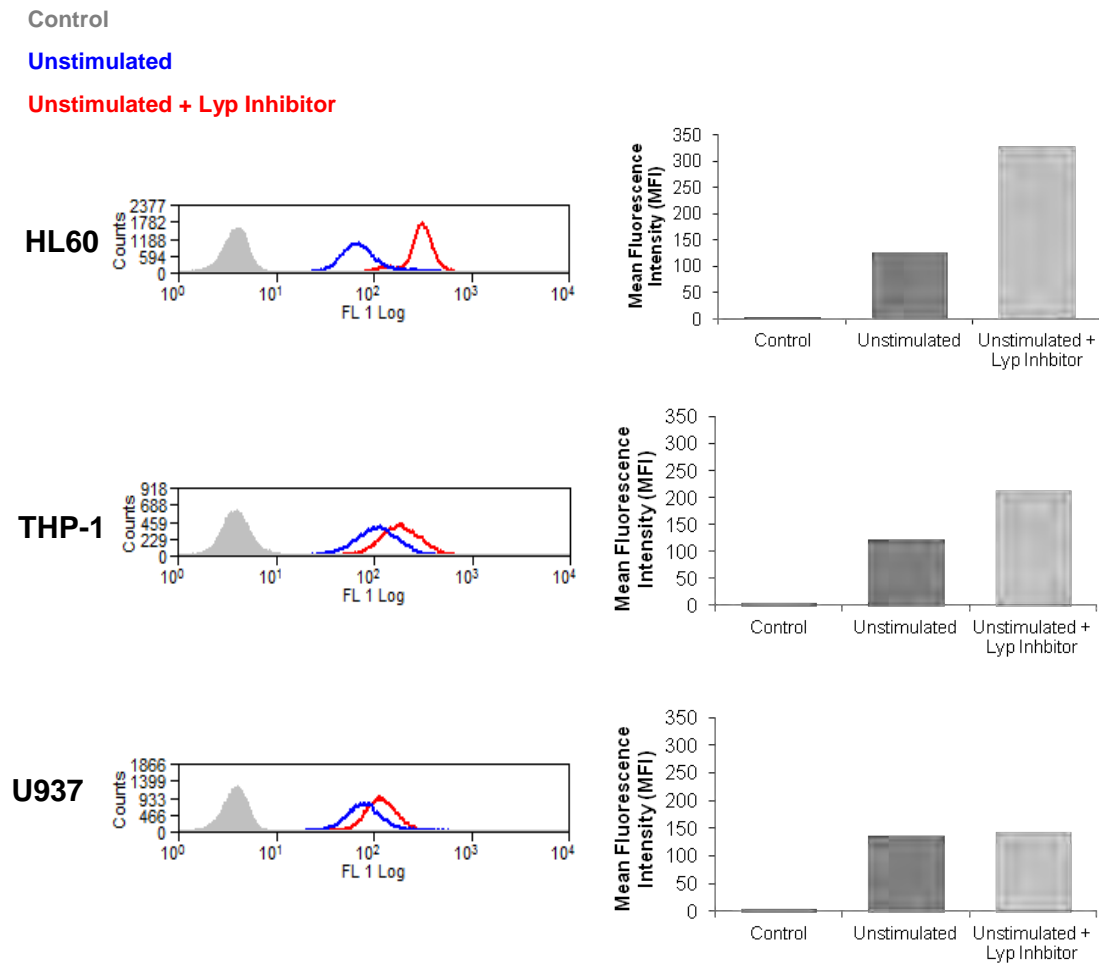 Control
Unstimulated
Unstimulated + Lyp Inhibitor
HL60
Counts
2377
1782
1188
594
0
10⁰ 10¹ 10² 10³ 10⁴
FL 1 Log
Mean Fluorescence
Intensity (MFI)
350
300
250
200
150
100
50
0
Control Unstimulated Unstimulated +
Lyp Inhbitor
THP-1
Counts
918
688
459
229
0
10⁰ 10¹ 10² 10³ 10⁴
FL 1 Log
Mean Fluorescence
Intensity (MFI)
350
300
250
200
150
100
50
0
Control Unstimulated Unstimulated +
Lyp Inhbitor
U937
Counts
1866
1399
933
466
0
10⁰ 10¹ 10² 10³ 10⁴
FL 1 Log
Mean Fluorescence
Intensity (MFI)
350
300
250
200
150
100
50
0
Control Unstimulated Unstimulated +
Lyp Inhbitor